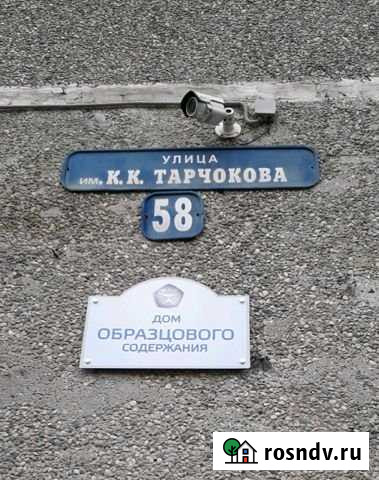 УЛИЦА
ИМ. К. К. ТАРЧОКОВА
58
ДОМ
ОБРАЗЦОВОГО
СОДЕРЖАНИЯ
rosndv.ru